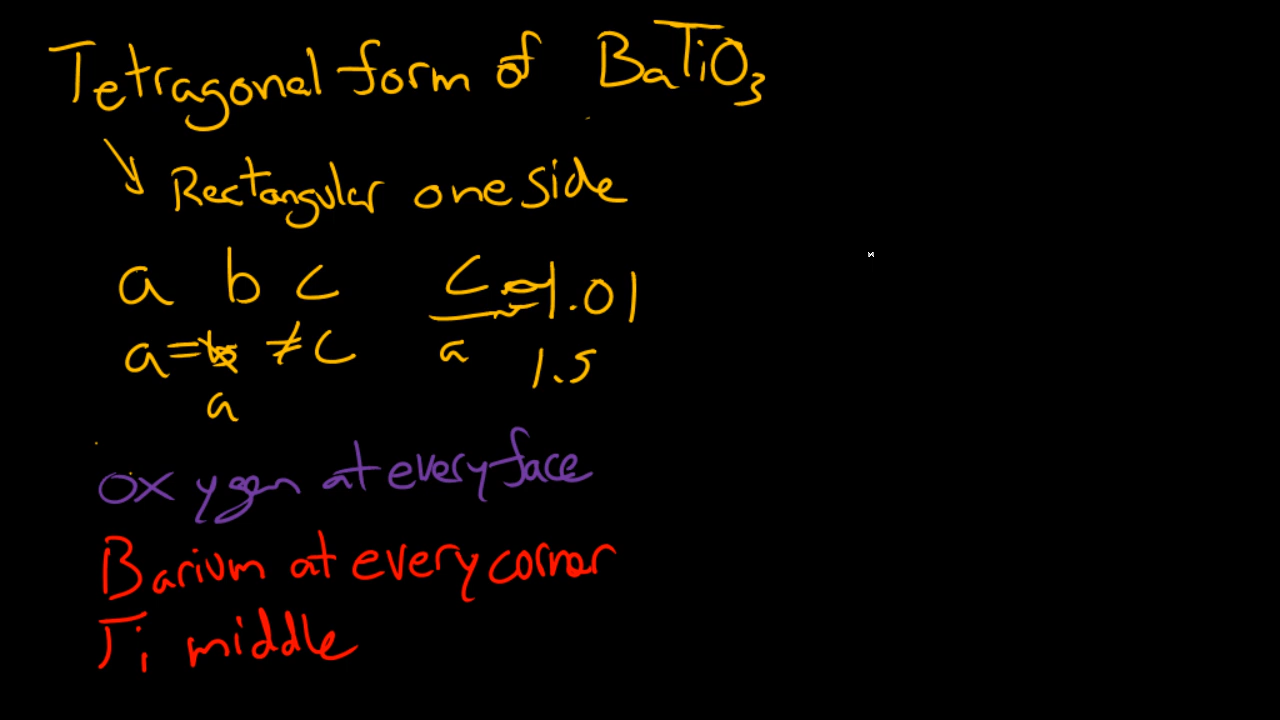 Tetragonal form of BaTiO3
Rectangular one side
a b c
a = ≠ c
a
c = 1.01
a 1.5
oxygen at every face
Barium at every corner
Ti middle